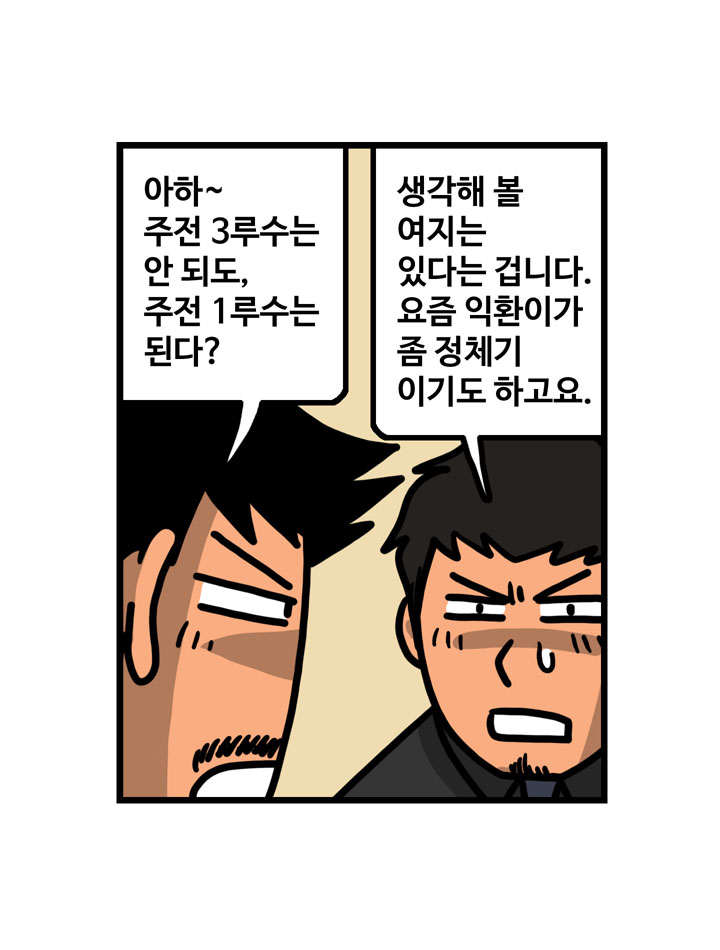 아하~
주전 3루수는
안 되도,
주전 1루수는
된다?
생각해 볼
여지는
있다는 겁니다.
요즘 익환이가
좀 정체기
이기도 하고요.